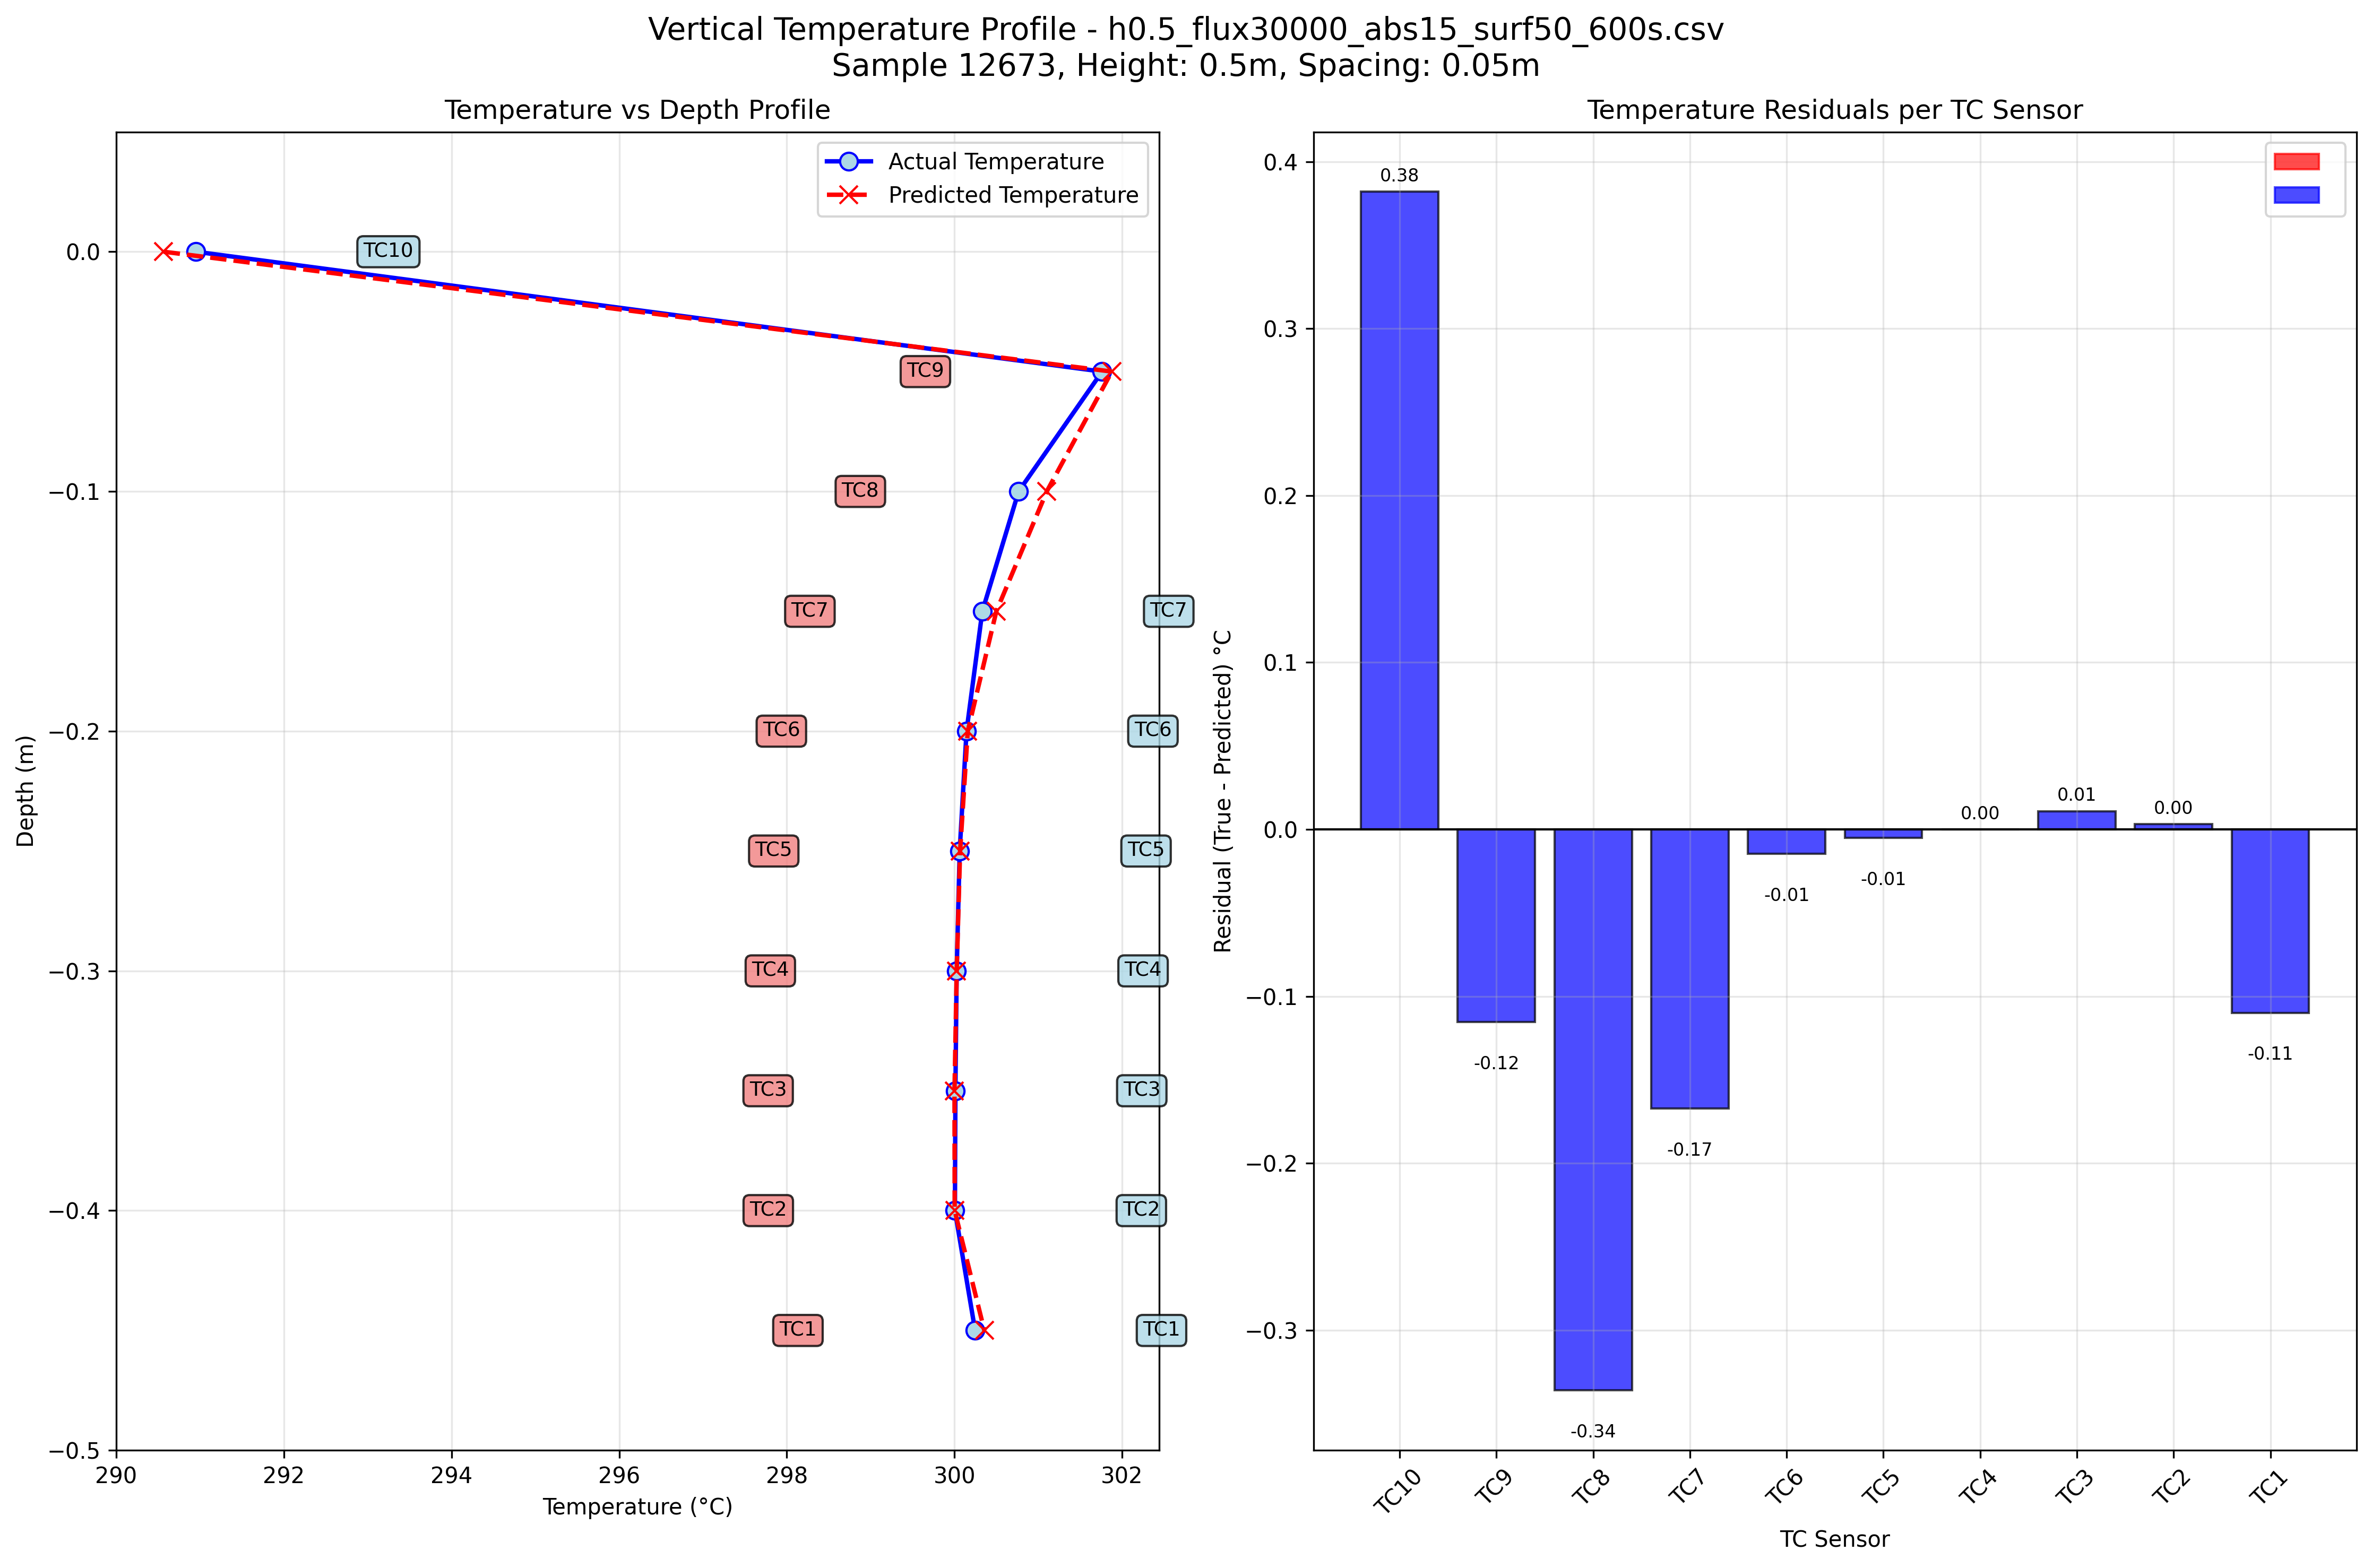 Vertical Temperature Profile - h0.5_flux30000_abs15_surf50_600s.csv
Sample 12673, Height: 0.5m, Spacing: 0.05m
Temperature vs Depth Profile
Actual Temperature
Predicted Temperature
TC10
TC9
TC8
TC7
TC7
TC6
TC6
TC5
TC5
TC4
TC4
TC3
TC3
TC2
TC2
TC1
TC1
0.0
−0.1
−0.2
−0.3
−0.4
−0.5
Depth (m)
290 292 294 296 298 300 302
Temperature (°C)
Temperature Residuals per TC Sensor
0.4
0.3
0.2
0.1
0.0
−0.1
−0.2
−0.3
Residual (True - Predicted) °C
0.38
-0.12
-0.34
-0.17
-0.01
-0.01
0.00
0.01
0.00
-0.11
TC10 TC9 TC8 TC7 TC6 TC5 TC4 TC3 TC2 TC1
TC Sensor